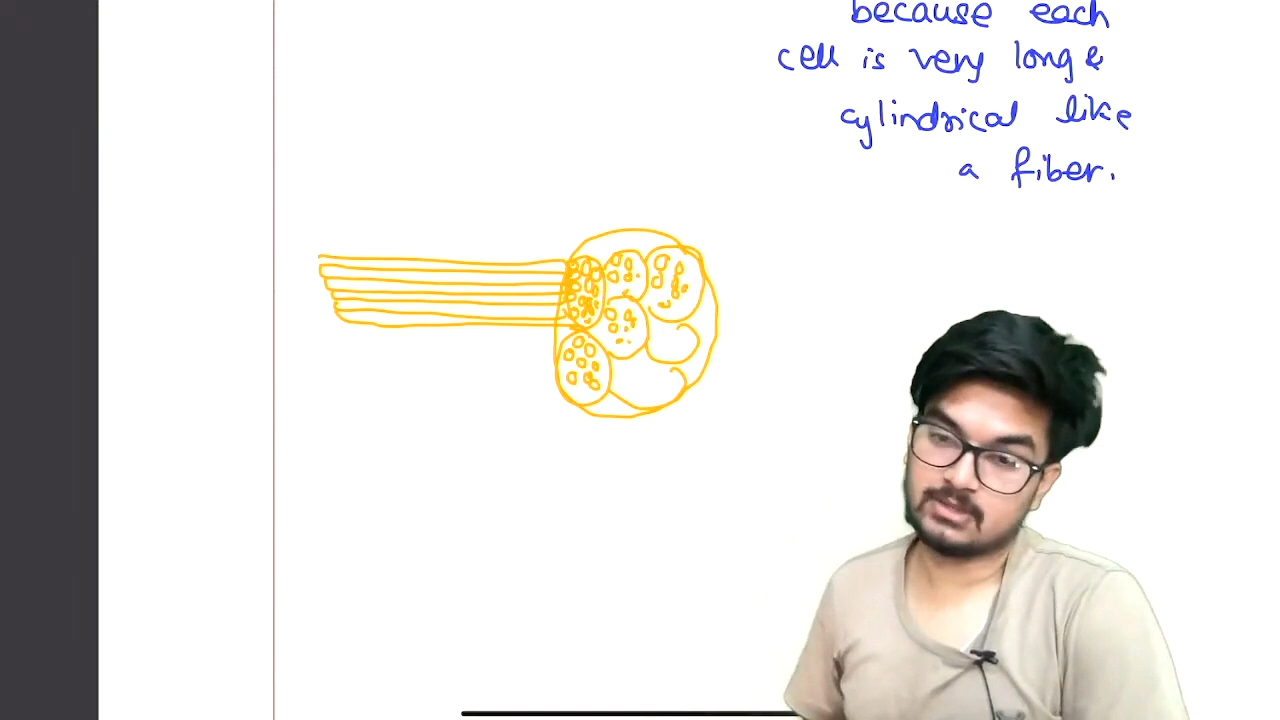 because each
cell is very long &
cylindrical like
a fiber.